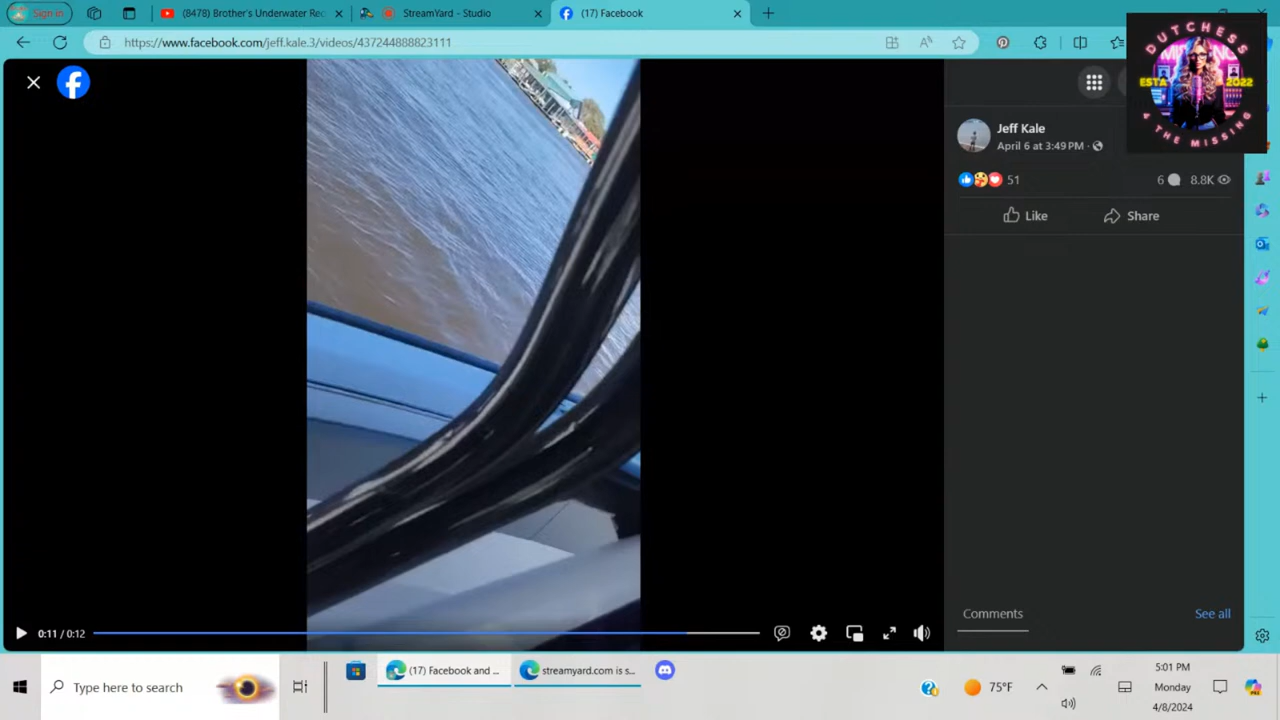 Sign in
(8478) Brother's Underwater Rec
StreamYard - Studio
(17) Facebook
https://www.facebook.com/jeff.kale.3/videos/437244888823111
DUTCHESS
ESTA 2022
4 THE MISSING
Jeff Kale
April 6 at 3:49 PM ·
51
6
8.8K
Like
Share
Comments
See all
0:11 / 0:12
Type here to search
(17) Facebook and ...
streamyard.com is s...
75°F
5:01 PM
Monday
4/8/2024